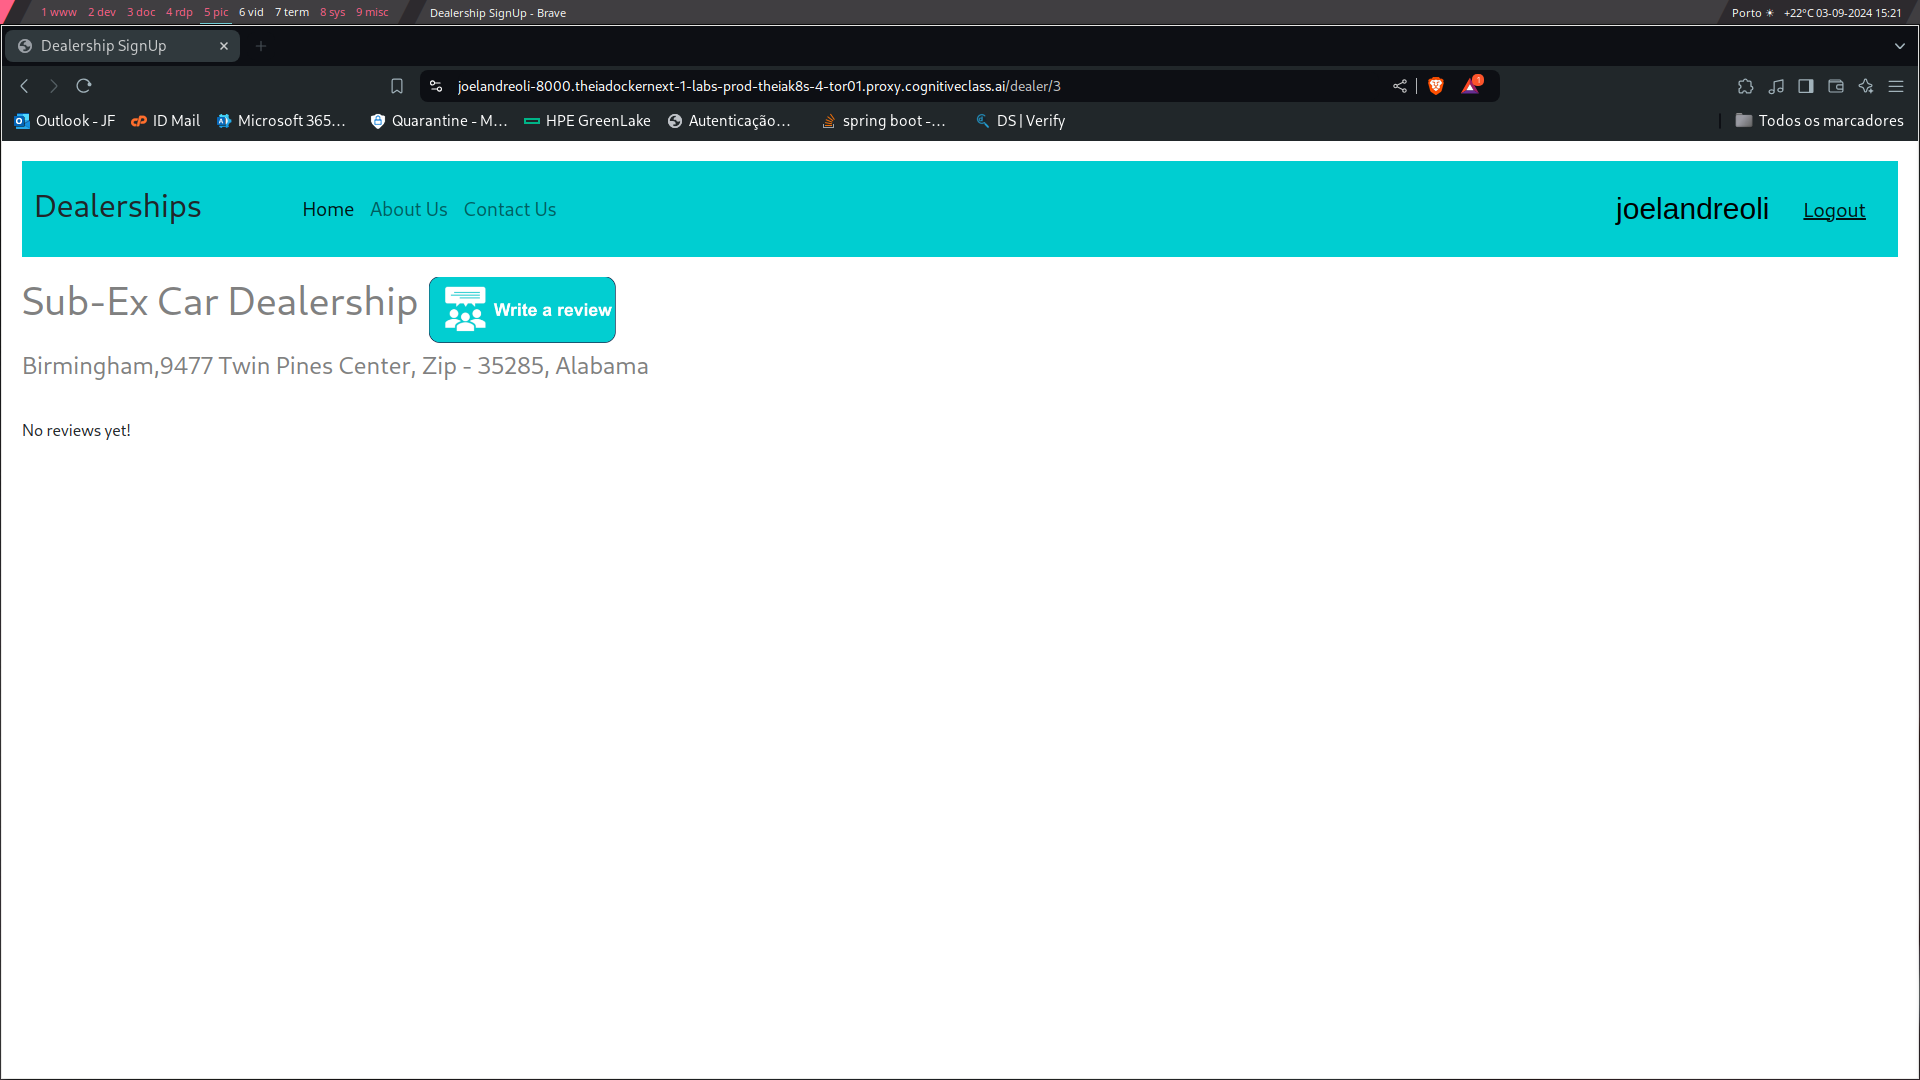 1 www 2 dev 3 doc 4 rdp 5 pic 6 vid 7 term 8 sys 9 misc Dealership SignUp - Brave Porto ☀ +22°C 03-09-2024 15:21
Dealership SignUp
joelandreoli-8000.theiadockernext-1-labs-prod-theiak8s-4-tor01.proxy.cognitiveclass.ai/dealer/3 1
Outlook - JF ID Mail Microsoft 365... Quarantine - M... HPE GreenLake Autenticação... spring boot -... DS | Verify Todos os marcadores
Dealerships Home About Us Contact Us joelandreoli Logout
Sub-Ex Car Dealership Write a review
Birmingham,9477 Twin Pines Center, Zip - 35285, Alabama
No reviews yet!